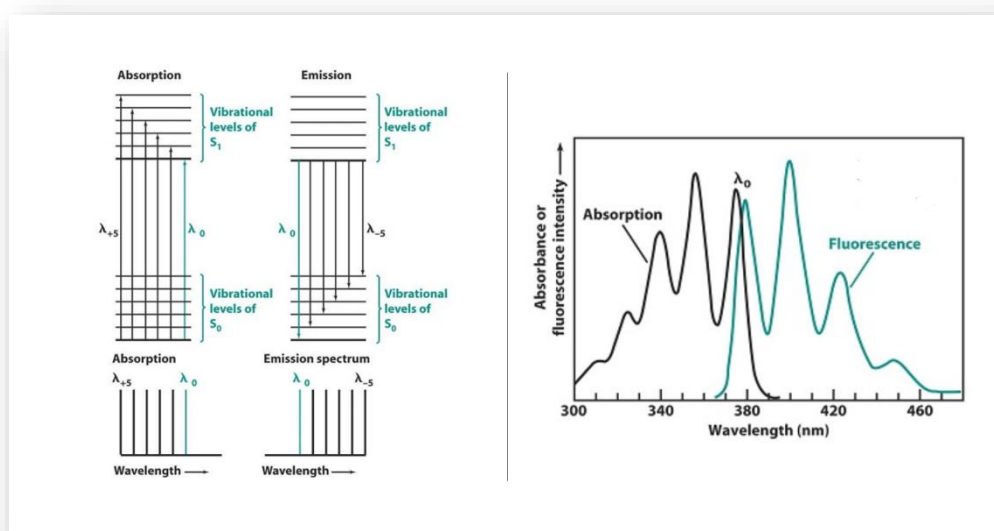 Absorption
Emission
Vibrational
levels of
S₁
Vibrational
levels of
S₁
λ₊₅
λ₀
λ₀
λ₋₅
Vibrational
levels of
S₀
Vibrational
levels of
S₀
Absorption
Emission spectrum
λ₊₅
λ₀
λ₀
λ₋₅
Wavelength
Wavelength
Absorbance or
fluorescence intensity
Absorption
λ₀
Fluorescence
300
340
380
420
460
Wavelength (nm)